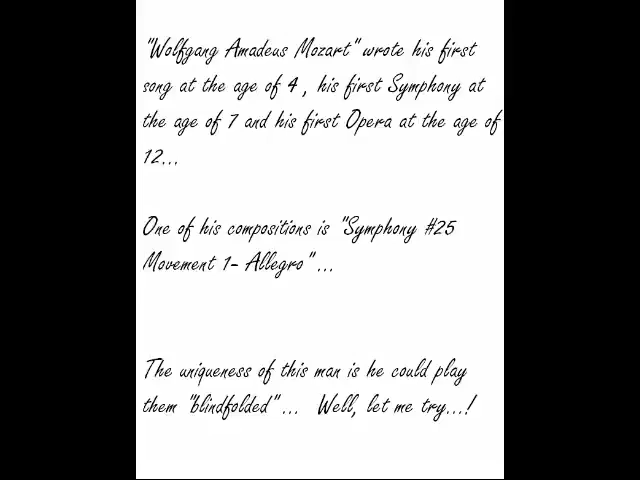 "Wolfgang Amadeus Mozart" wrote his first
song at the age of 4 , his first Symphony at
the age of 7 and his first Opera at the age of
12...
One of his compositions is "Symphony #25
Movement 1- Allegro"...
The uniqueness of this man is he could play
them "blindfolded"... Well, let me try...!